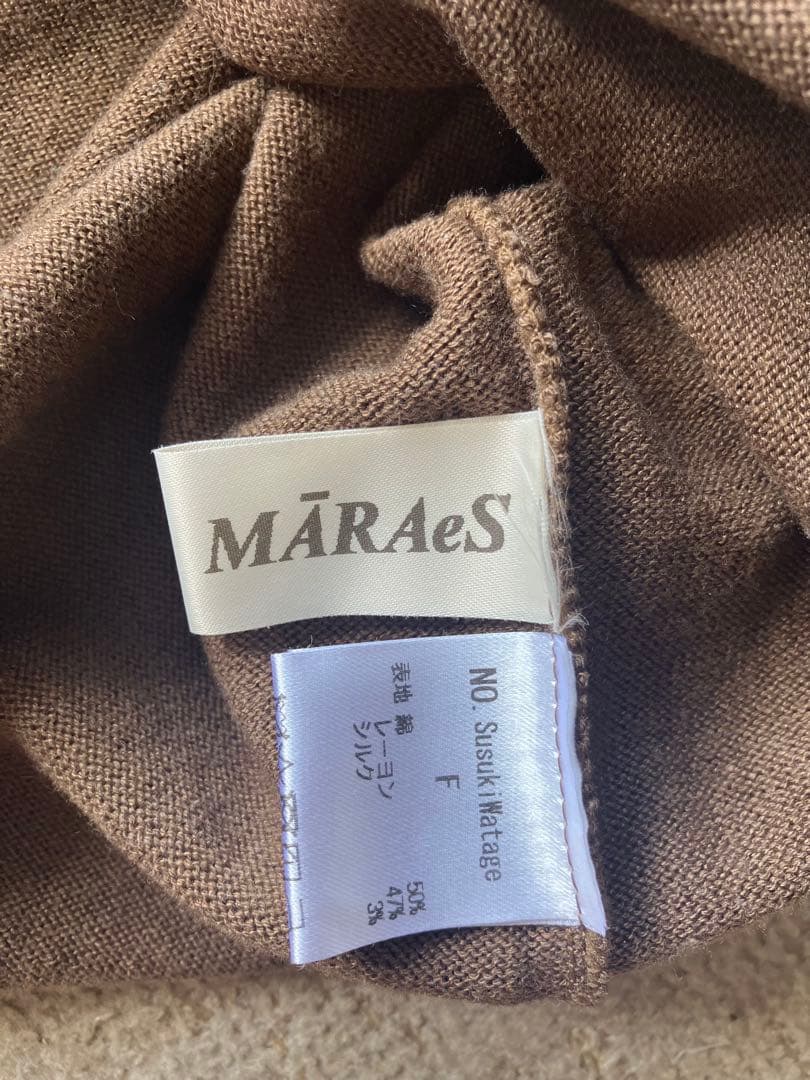 MĀRAeS
NO. SusukiWatage
F
表地 綿 50%
レーヨン 47%
シルク 3%